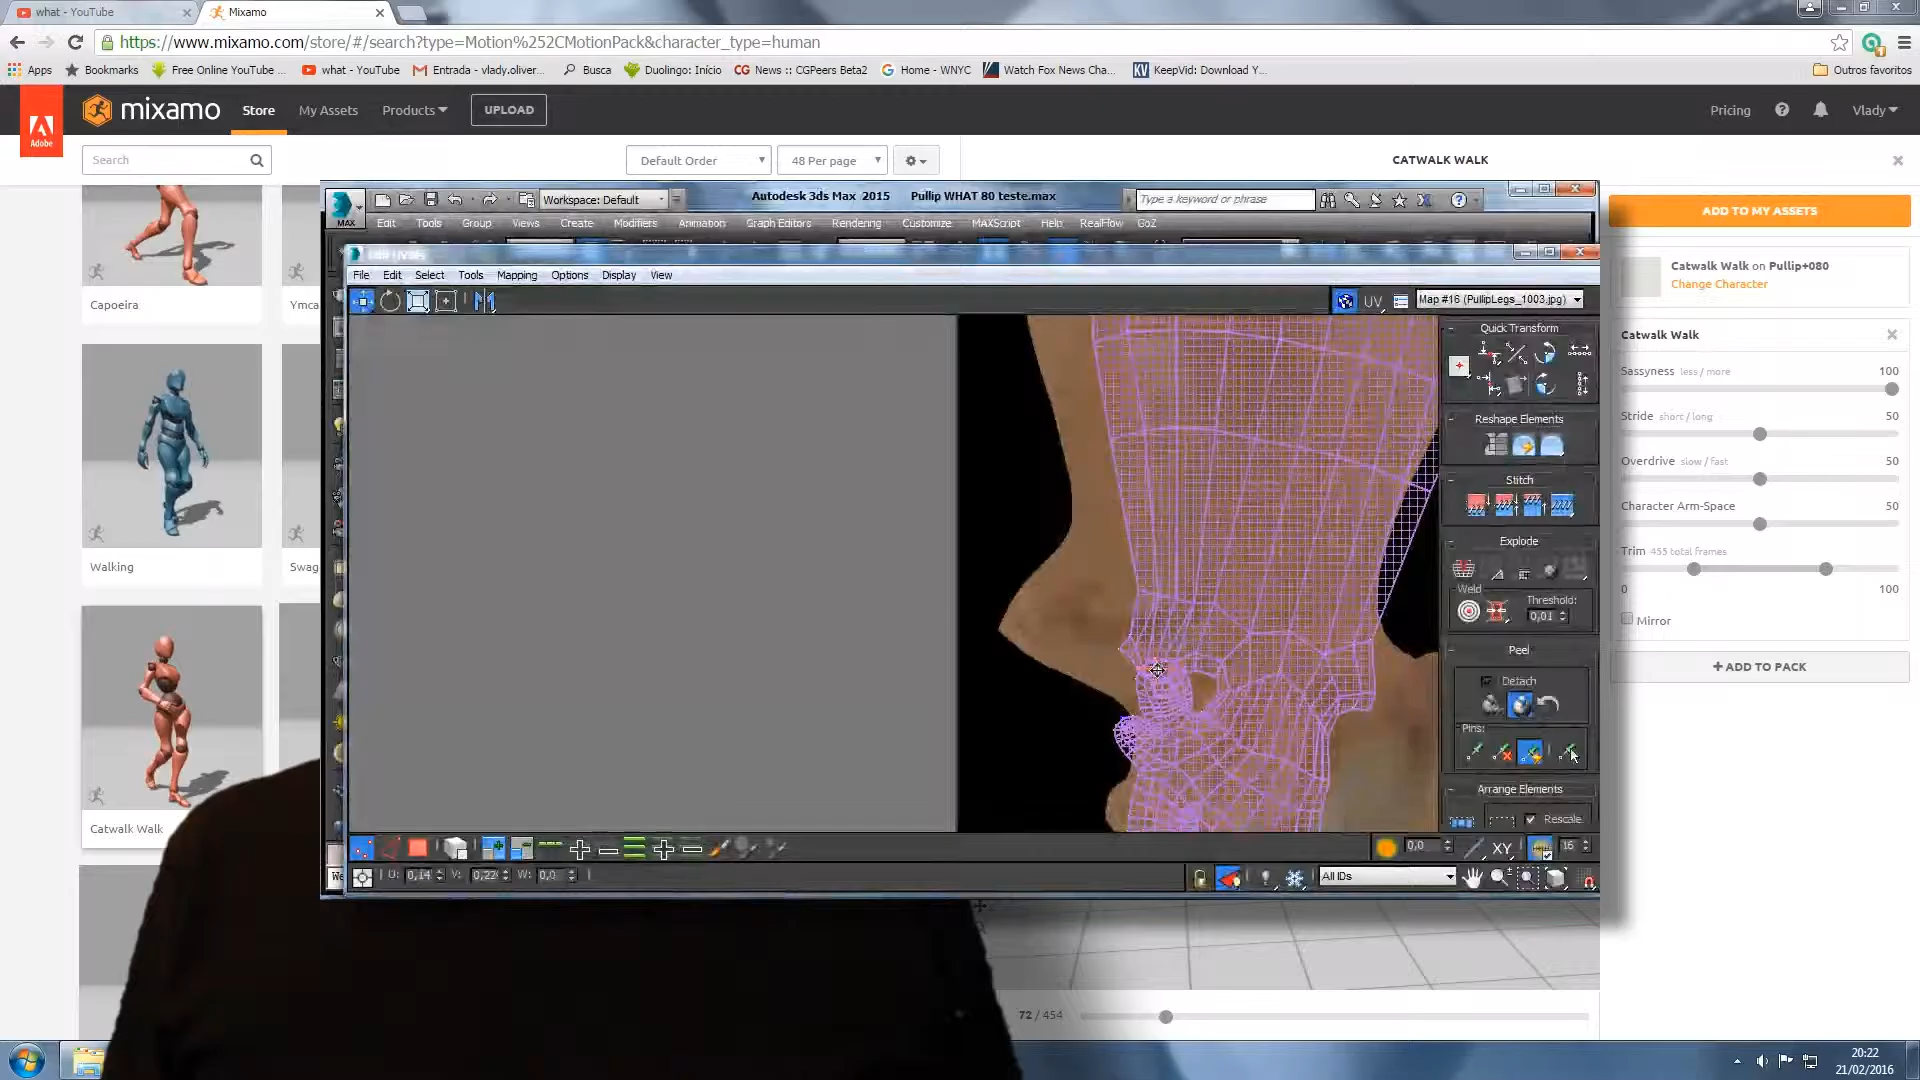 what - YouTube
Mixamo
https://www.mixamo.com/store/#/search?type=Motion%252CMotionPack&character_type=human
Apps
Bookmarks
Free Online YouTube ...
what - YouTube
Entrada - vlady.oliver...
Busca
Duolingo: Início
CG News :: CGPeers Beta2
Home - WNYC
Watch Fox News Cha...
KV KeepVid: Download Y...
Outros favoritos
Adobe
mixamo
Store
My Assets
Products
UPLOAD
Pricing
Vlady
Search
Default Order
48 Per page
CATWALK WALK
Capoeira
Ymca
Walking
Swag
Catwalk Walk
MAX
Workspace: Default
Autodesk 3ds Max 2015
Pullip WHAT 80 teste.max
Type a keyword or phrase
Edit
Tools
Group
Views
Create
Modifiers
Animation
Graph Editors
Rendering
Customize
MAXScript
Help
RealFlow
GoZ
File
Edit
Select
Tools
Mapping
Options
Display
View
UV
Map #16 (PullipLegs_1003.jpg)
Quick Transform
Reshape Elements
Stitch
Explode
Weld
Threshold:
0,01
Peel
Detach
Pins:
Arrange Elements
Rescale
0,0
XY
16
We
U: 0,14
V: 0,22
W: 0,0
All IDs
ADD TO MY ASSETS
Catwalk Walk on Pullip+080
Change Character
Catwalk Walk
Sassyness less / more
100
Stride short / long
50
Overdrive slow / fast
50
Character Arm-Space
50
Trim 455 total frames
0
100
Mirror
+ ADD TO PACK
72 / 454
20:22
21/02/2016